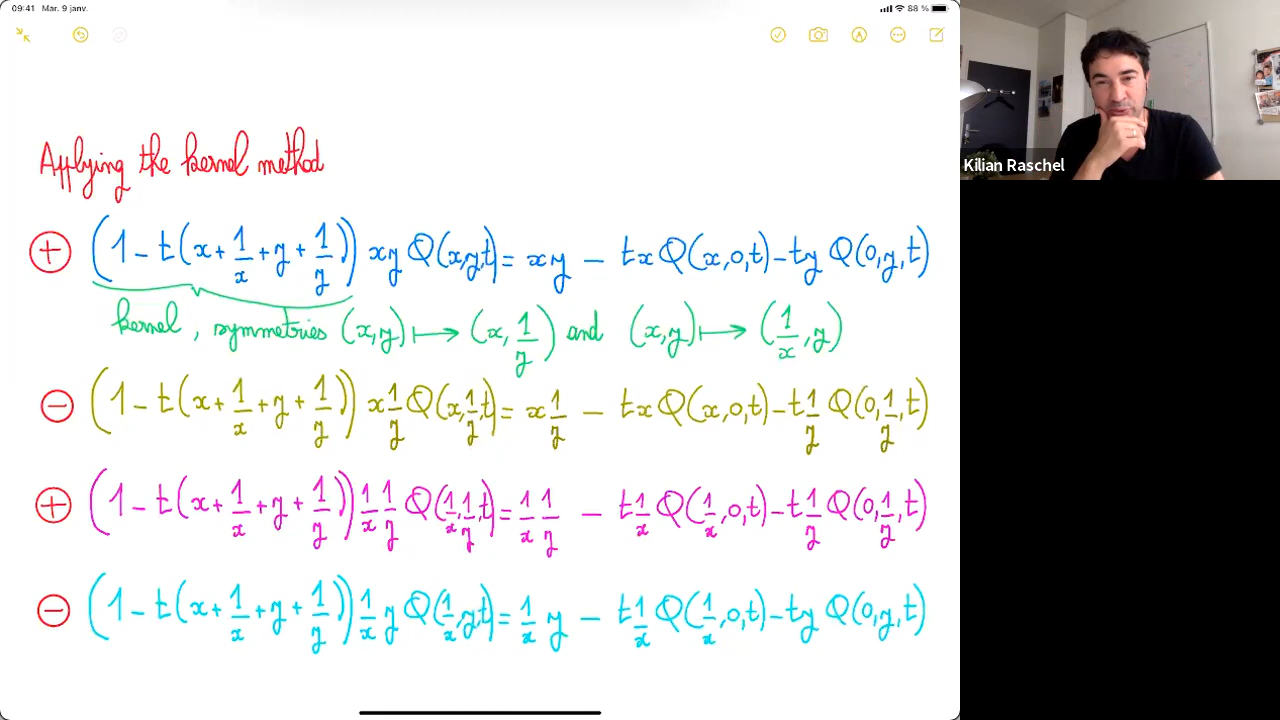 09:41 Mar. 9 janv. 88 %
Applying the kernel method
Kilian Raschel
⊕ (1 - t(x + 1/x + y + 1/y)) xy Q(x,y,t) = xy - tx Q(x,0,t) - ty Q(0,y,t)
kernel, symmetries (x,y) ⟼ (x, 1/y) and (x,y) ⟼ (1/x, y)
⊖ (1 - t(x + 1/x + y + 1/y)) x 1/y Q(x,1/y,t) = x 1/y - tx Q(x,0,t) - t 1/y Q(0,1/y,t)
⊕ (1 - t(x + 1/x + y + 1/y)) 1/x 1/y Q(1/x,1/y,t) = 1/x 1/y - t 1/x Q(1/x,0,t) - t 1/y Q(0,1/y,t)
⊖ (1 - t(x + 1/x + y + 1/y)) 1/x y Q(1/x,y,t) = 1/x y - t 1/x Q(1/x,0,t) - ty Q(0,y,t)